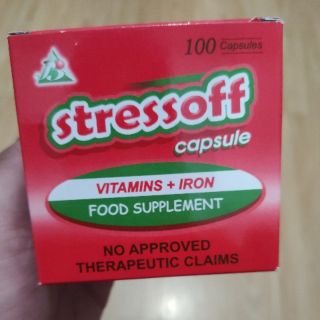 100 Capsules
stressoff
capsule
VITAMINS + IRON
FOOD SUPPLEMENT
NO APPROVED
THERAPEUTIC CLAIMS